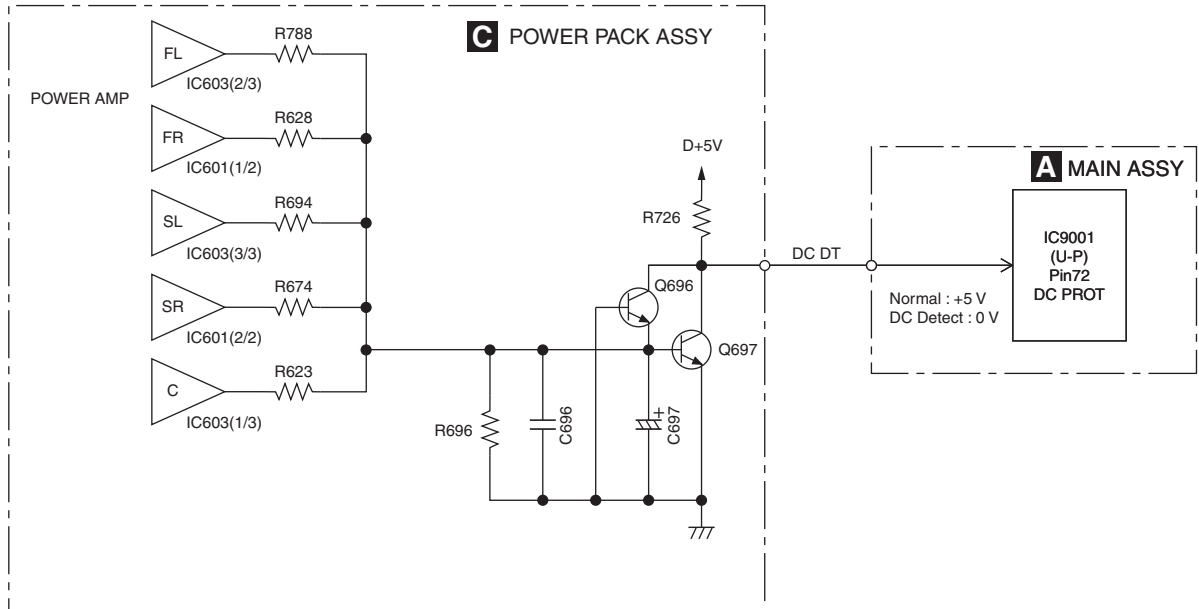 C POWER PACK ASSY
POWER AMP
FL
R788
IC603(2/3)
FR
R628
IC601(1/2)
SL
R694
IC603(3/3)
SR
R674
IC601(2/2)
C
R623
IC603(1/3)
D+5V
R726
Q696
Q697
R696
C696
+
C697
DC DT
A MAIN ASSY
IC9001
(U-P)
Pin72
DC PROT
Normal : +5 V
DC Detect : 0 V